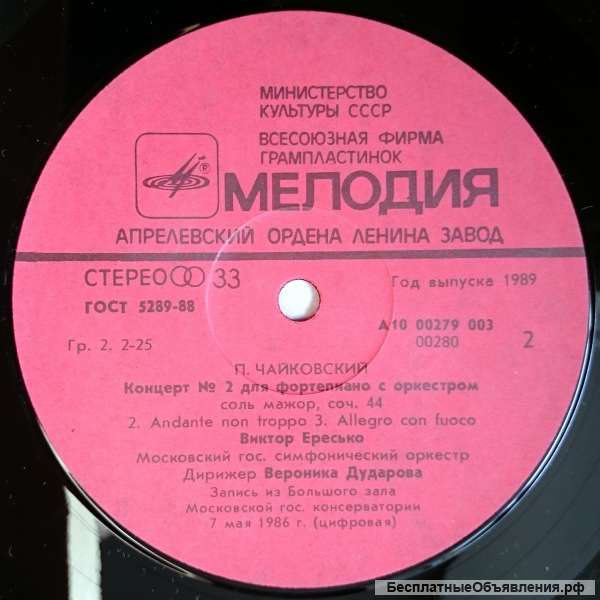 МИНИСТЕРСТВО
КУЛЬТУРЫ СССР
ВСЕСОЮЗНАЯ ФИРМА
ГРАМПЛАСТИНОК
®
МЕЛОДИЯ
АПРЕЛЕВСКИЙ ОРДЕНА ЛЕНИНА ЗАВОД
СТЕРЕО 33
Год выпуска 1989
ГОСТ 5289-88
А10 00279 003
00280 2
Гр. 2. 2-25
П. ЧАЙКОВСКИЙ
Концерт № 2 для фортепиано с оркестром
соль мажор, соч. 44
2. Andante non troppo 3. Allegro con fuoco
Виктор Ересько
Московский гос. симфонический оркестр
Дирижер Вероника Дударова
Запись из Большого зала
Московской гос. консерватории
7 мая 1986 г. (цифровая)
БесплатныеОбъявления.рф